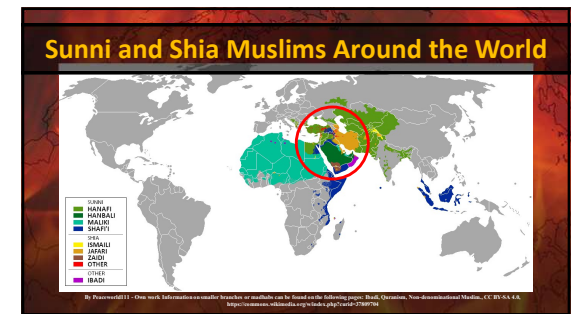 Sunni and Shia Muslims Around the World
SUNNI
HANAFI
HANBALI
MALIKI
SHAFI'I
SHIA
ISMAILI
JAFARI
ZAIDI
OTHER
OTHER
IBADI
By Peaceworld111 - Own work Information on smaller branches or madhabs can be found on the following pages: Ibadi, Quranism, Non-denominational Muslim., CC BY-SA 4.0,
https://commons.wikimedia.org/w/index.php?curid=37809704